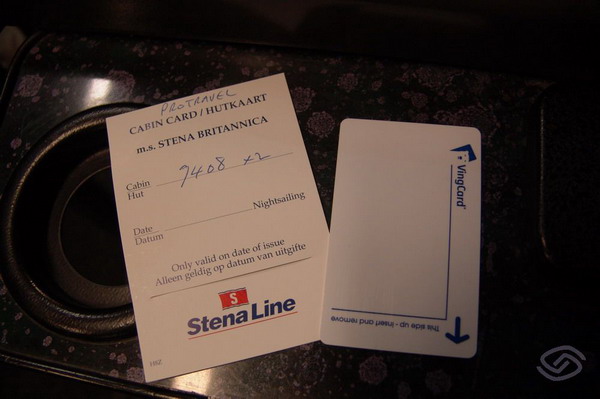 PROTRAVEL
CABIN CARD / HUTKAART
m.s. STENA BRITANNICA
Cabin
Hut
7408 x2
Date
Datum
Nightsailing
Only valid on date of issue
Alleen geldig op datum van uitgifte
S
Stena Line
VingCard
This side up - insert and remove